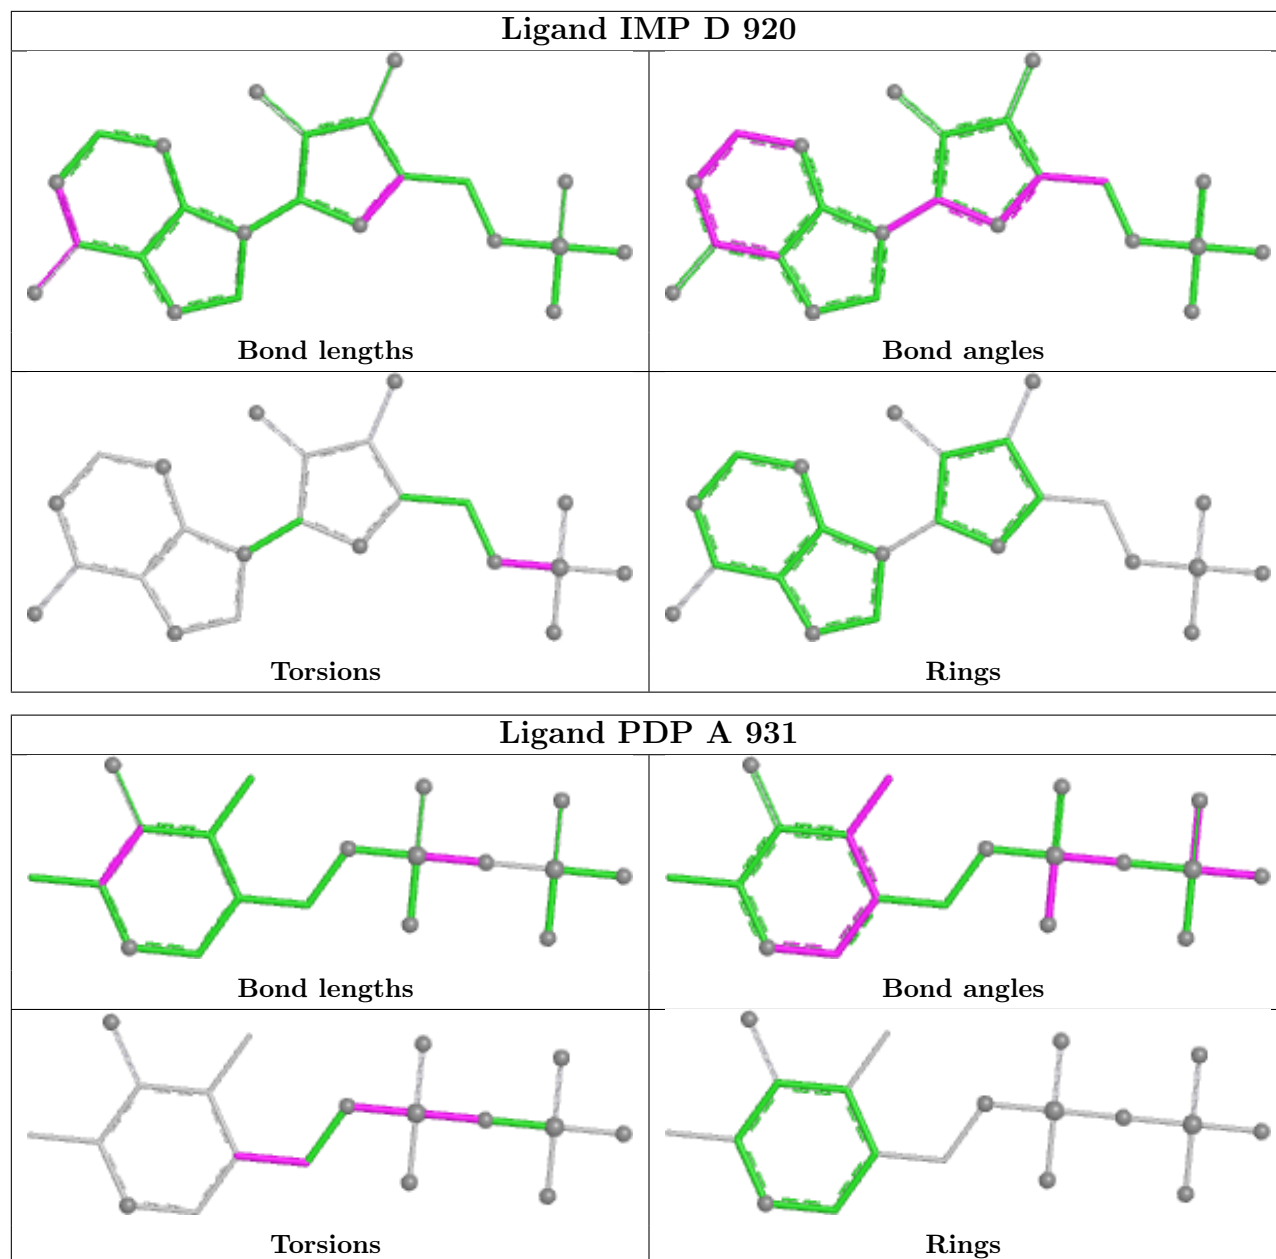 Ligand IMP D 920
Bond lengths
Bond angles
Torsions
Rings
Ligand PDP A 931
Bond lengths
Bond angles
Torsions
Rings